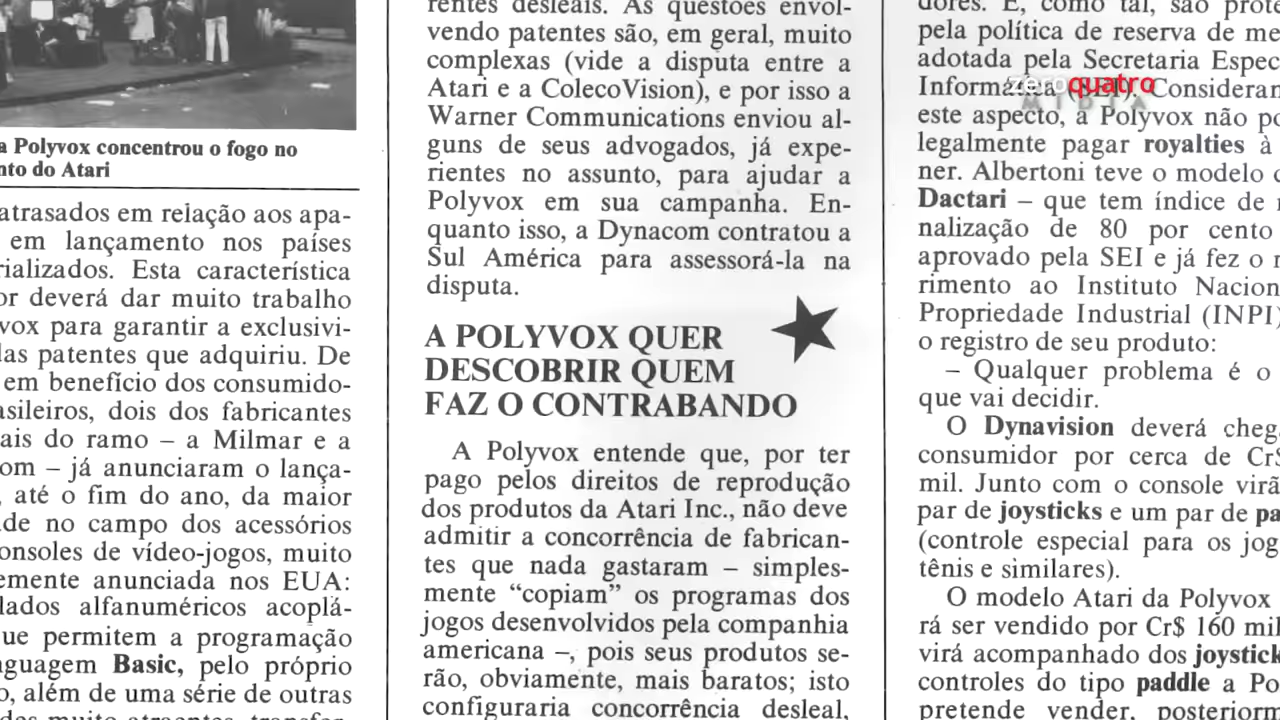 a Polyvox concentrou o fogo no
nto do Atari
atrasados em relação aos apa-
em lançamento nos países
rializados. Esta característica
or deverá dar muito trabalho
vox para garantir a exclusivi-
las patentes que adquiriu. De
em benefício dos consumido-
asileiros, dois dos fabricantes
ais do ramo – a Milmar e a
om – já anunciaram o lança-
, até o fim do ano, da maior
de no campo dos acessórios
onsoles de vídeo-jogos, muito
emente anunciada nos EUA:
lados alfanuméricos acoplá-
ue permitem a programação
nguagem Basic, pelo próprio
o, além de uma série de outras
rentes desleais. As questões envol-
vendo patentes são, em geral, muito
complexas (vide a disputa entre a
Atari e a ColecoVision), e por isso a
Warner Communications enviou al-
guns de seus advogados, já expe-
rientes no assunto, para ajudar a
Polyvox em sua campanha. En-
quanto isso, a Dynacom contratou a
Sul América para assessorá-la na
disputa.
A POLYVOX QUER
DESCOBRIR QUEM
FAZ O CONTRABANDO
A Polyvox entende que, por ter
pago pelos direitos de reprodução
dos produtos da Atari Inc., não deve
admitir a concorrência de fabrican-
tes que nada gastaram – simples-
mente “copiam” os programas dos
jogos desenvolvidos pela companhia
americana –, pois seus produtos se-
rão, obviamente, mais baratos; isto
configuraria concorrência desleal,
dores. E, como tal, são prote
pela política de reserva de me
adotada pela Secretaria Espec
Informática (SEI). Consideran
este aspecto, a Polyvox não po
legalmente pagar royalties à
ner. Albertoni teve o modelo d
Dactari – que tem índice de n
nalização de 80 por cento
aprovado pela SEI e já fez o r
rimento ao Instituto Nacion
Propriedade Industrial (INPI)
o registro de seu produto:
– Qualquer problema é o
que vai decidir.
O Dynavision deverá cheg
consumidor por cerca de Cr$
mil. Junto com o console virã
par de joysticks e um par de pa
(controle especial para os jog
tênis e similares).
O modelo Atari da Polyvox
rá ser vendido por Cr$ 160 mil
virá acompanhado dos joystick
controles do tipo paddle a Po
pretende vender, posteriorm
zeroquatro
MÍDIA